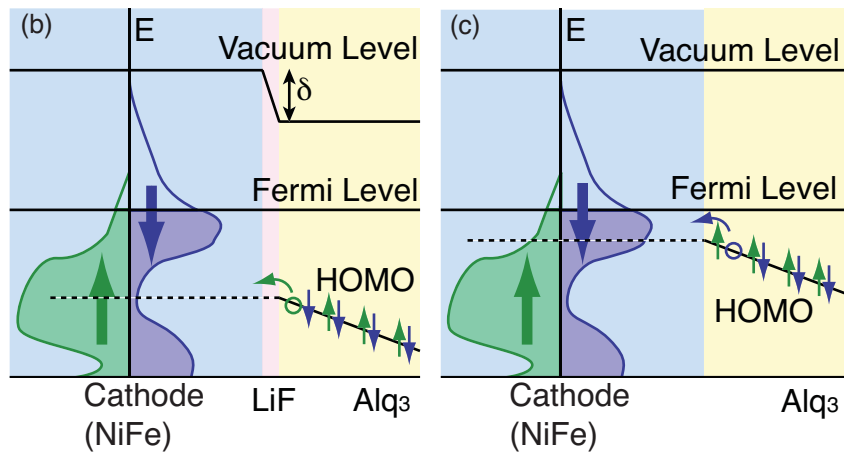 (b)
E
Vacuum Level
δ
Fermi Level
HOMO
Cathode
(NiFe)
LiF
Alq3
(c)
E
Vacuum Level
Fermi Level
HOMO
Cathode
(NiFe)
Alq3